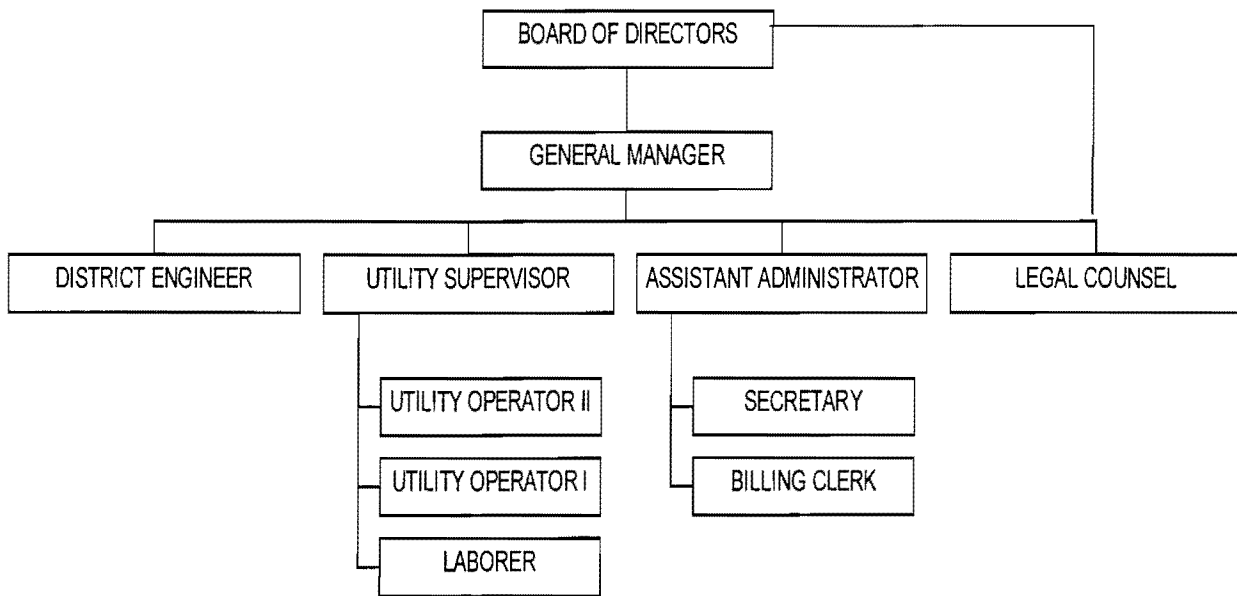 BOARD OF DIRECTORS
GENERAL MANAGER
DISTRICT ENGINEER
UTILITY SUPERVISOR
ASSISTANT ADMINISTRATOR
LEGAL COUNSEL
UTILITY OPERATOR II
SECRETARY
UTILITY OPERATOR I
BILLING CLERK
LABORER